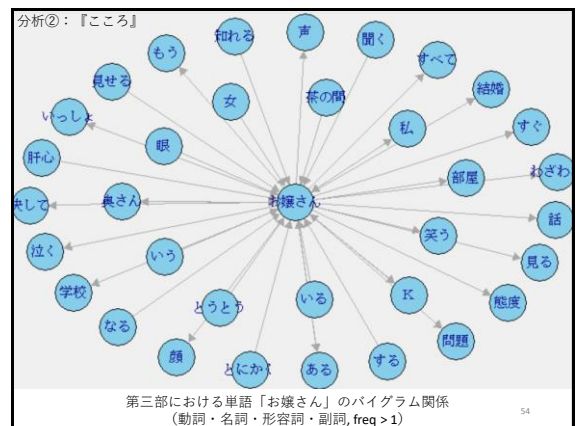 分析②：『こころ』
知れる
声
聞く
もう
すべて
見せる
女
茶の間
結婚
いっしょ
眼
私
すぐ
肝心
部屋
わざわ
決して
奥さん
お嬢さん
話
泣く
いう
笑う
見る
学校
とうとう
いる
K
態度
なる
問題
顔
とにかく
ある
する
第三部における単語「お嬢さん」のバイグラム関係
（動詞・名詞・形容詞・副詞, freq > 1）
54